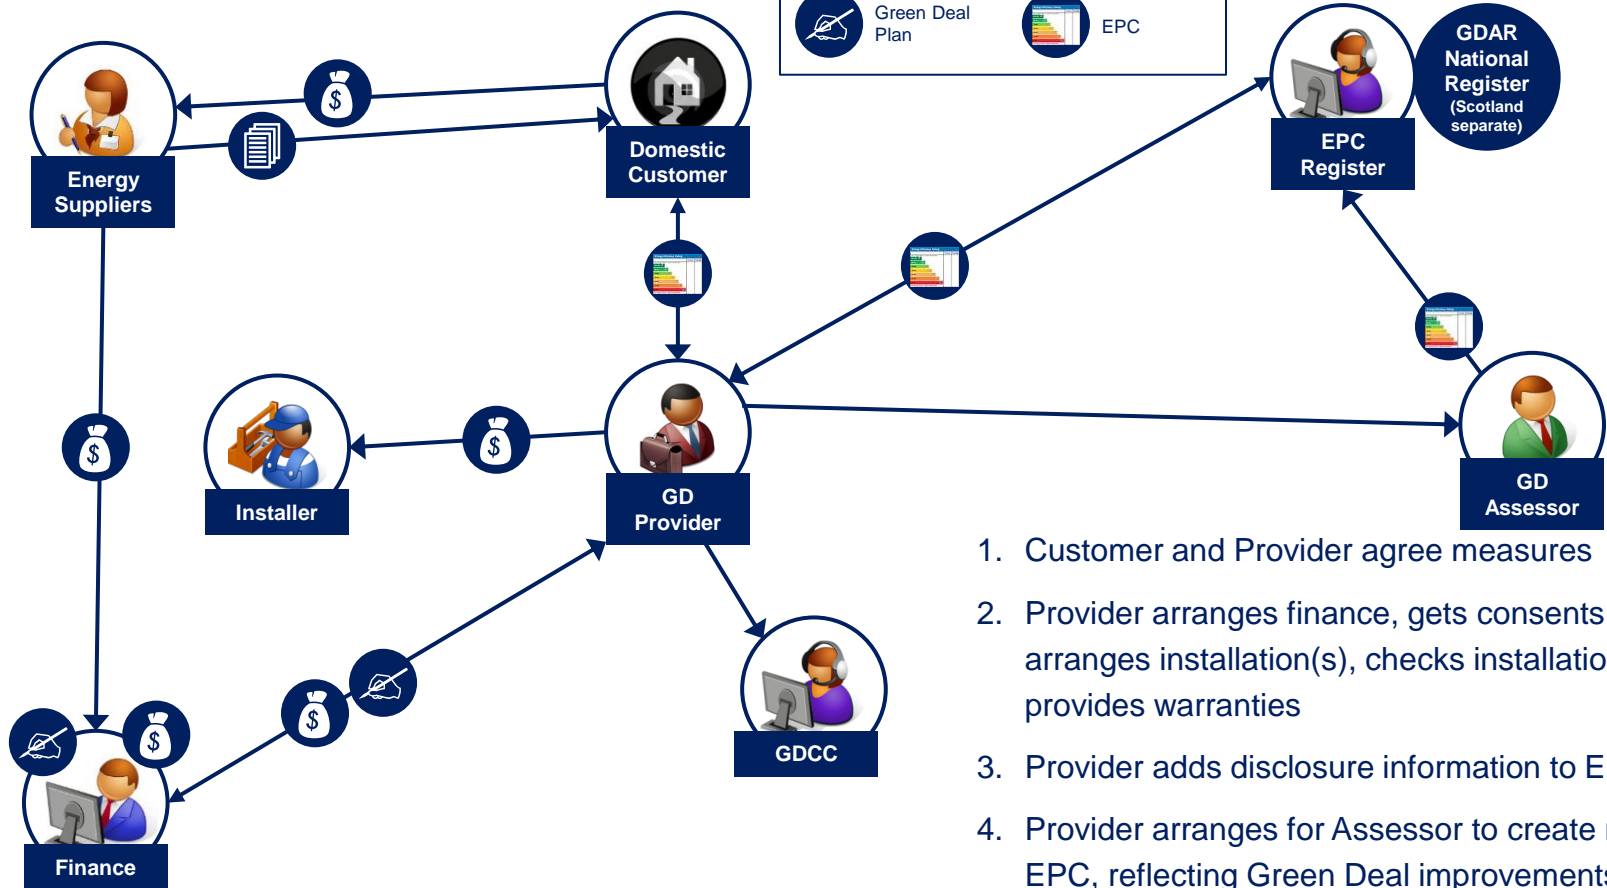 Green Deal
Plan
EPC
GDAR
National
Register
(Scotland
separate)
EPC
Register
Domestic
Customer
Energy
Suppliers
$
$
$
$
$
Installer
GD
Provider
GD
Assessor
GDCC
Finance
1. Customer and Provider agree measures
2. Provider arranges finance, gets consents
arranges installation(s), checks installatio
provides warranties
3. Provider adds disclosure information to E
4. Provider arranges for Assessor to create
EPC, reflecting Green Deal improvements